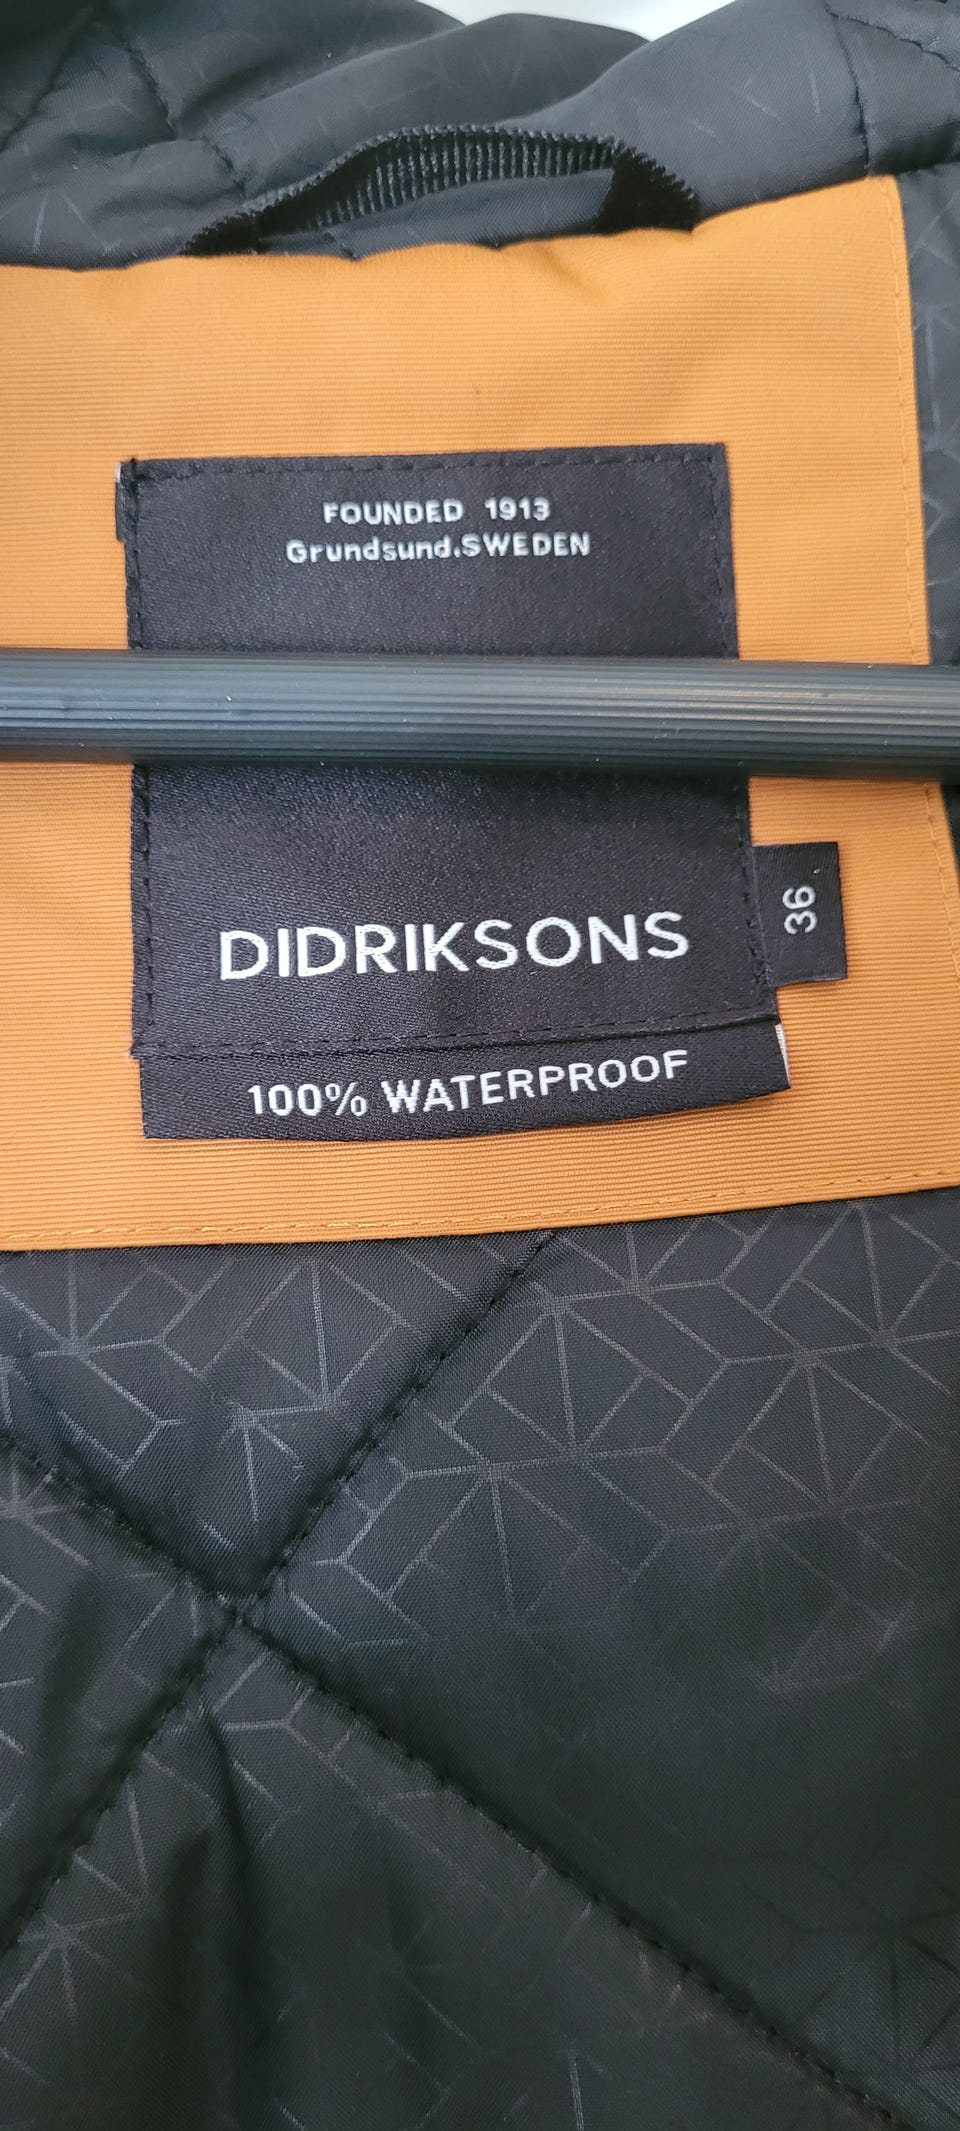 FOUNDED 1913
Grundsund.SWEDEN
DIDRIKSONS
36
100% WATERPROOF